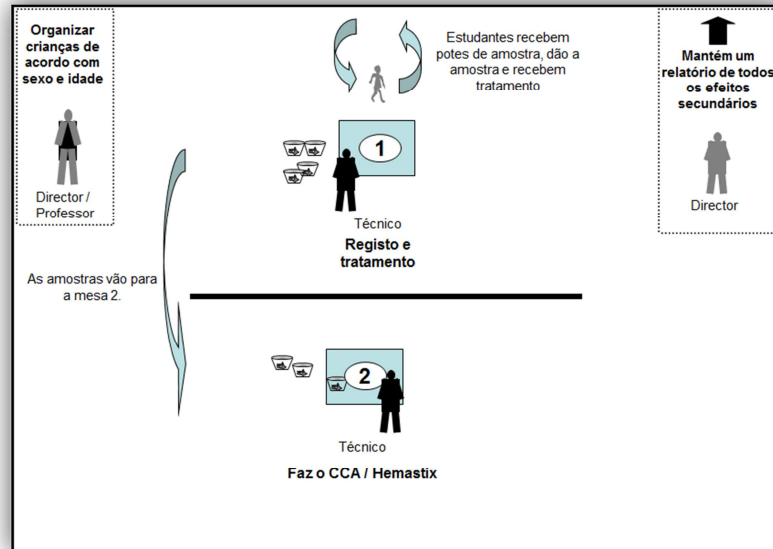 Organizar
crianças de
acordo com
sexo e idade
Director /
Professor
Estudantes recebem
potes de amostra, dão a
amostra e recebem
tratamento
1
Técnico
Registo e
tratamento
Mantém um
relatório de todos
os efeitos
secundários
Director
As amostras vão para
a mesa 2.
2
Técnico
Faz o CCA / Hemastix